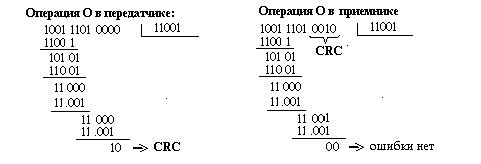 Операция О в передатчике:
1001 1101 0000 11001
1100 1
101 01
110 01
11 000
11.001
11 000
11 .001
10 –> CRC
Операция О в приемнике
1001 1101 0010 11001
1100 1
CRC
101 01
110 01
11 000
11.001
11 001
11 .001
00 –> ошибки нет